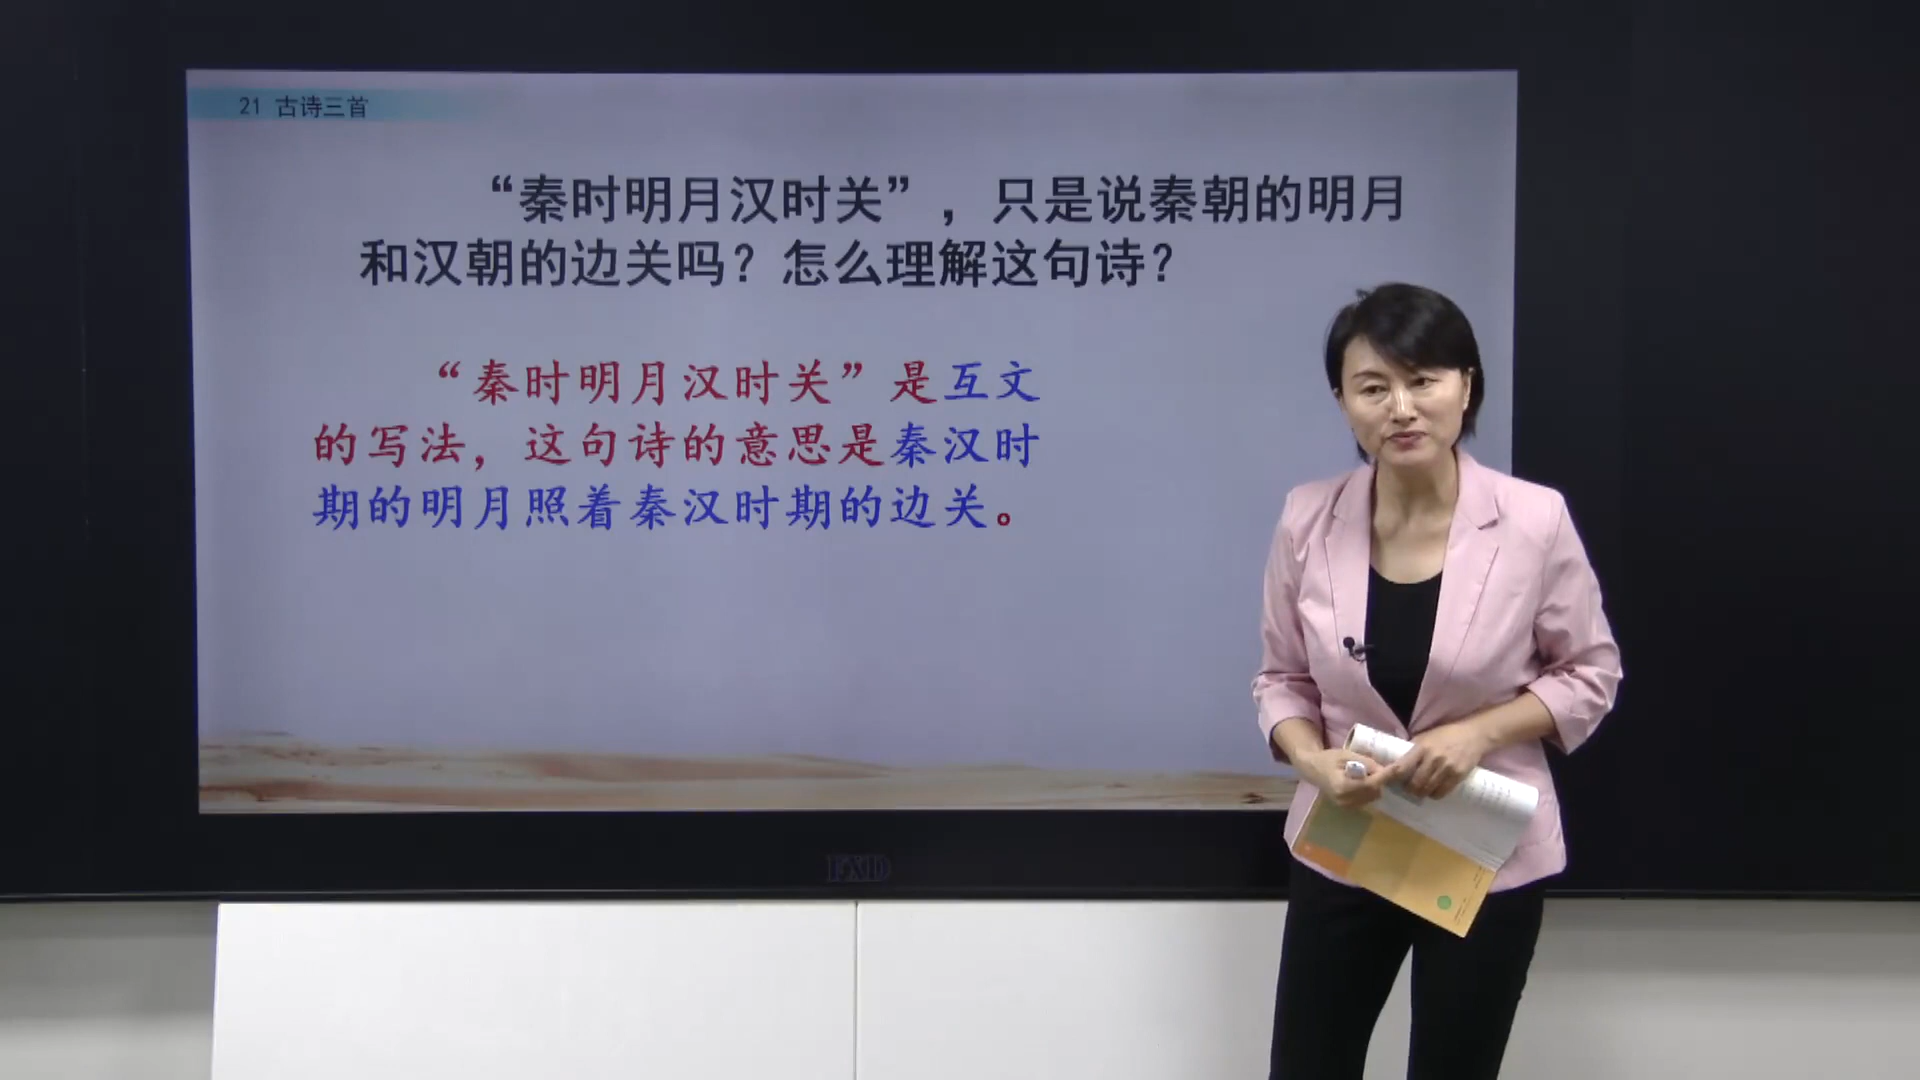 21 古诗三首
“秦时明月汉时关”，只是说秦朝的明月
和汉朝的边关吗？怎么理解这句诗？
“秦时明月汉时关”是互文
的写法，这句诗的意思是秦汉时
期的明月照着秦汉时期的边关。
FXD